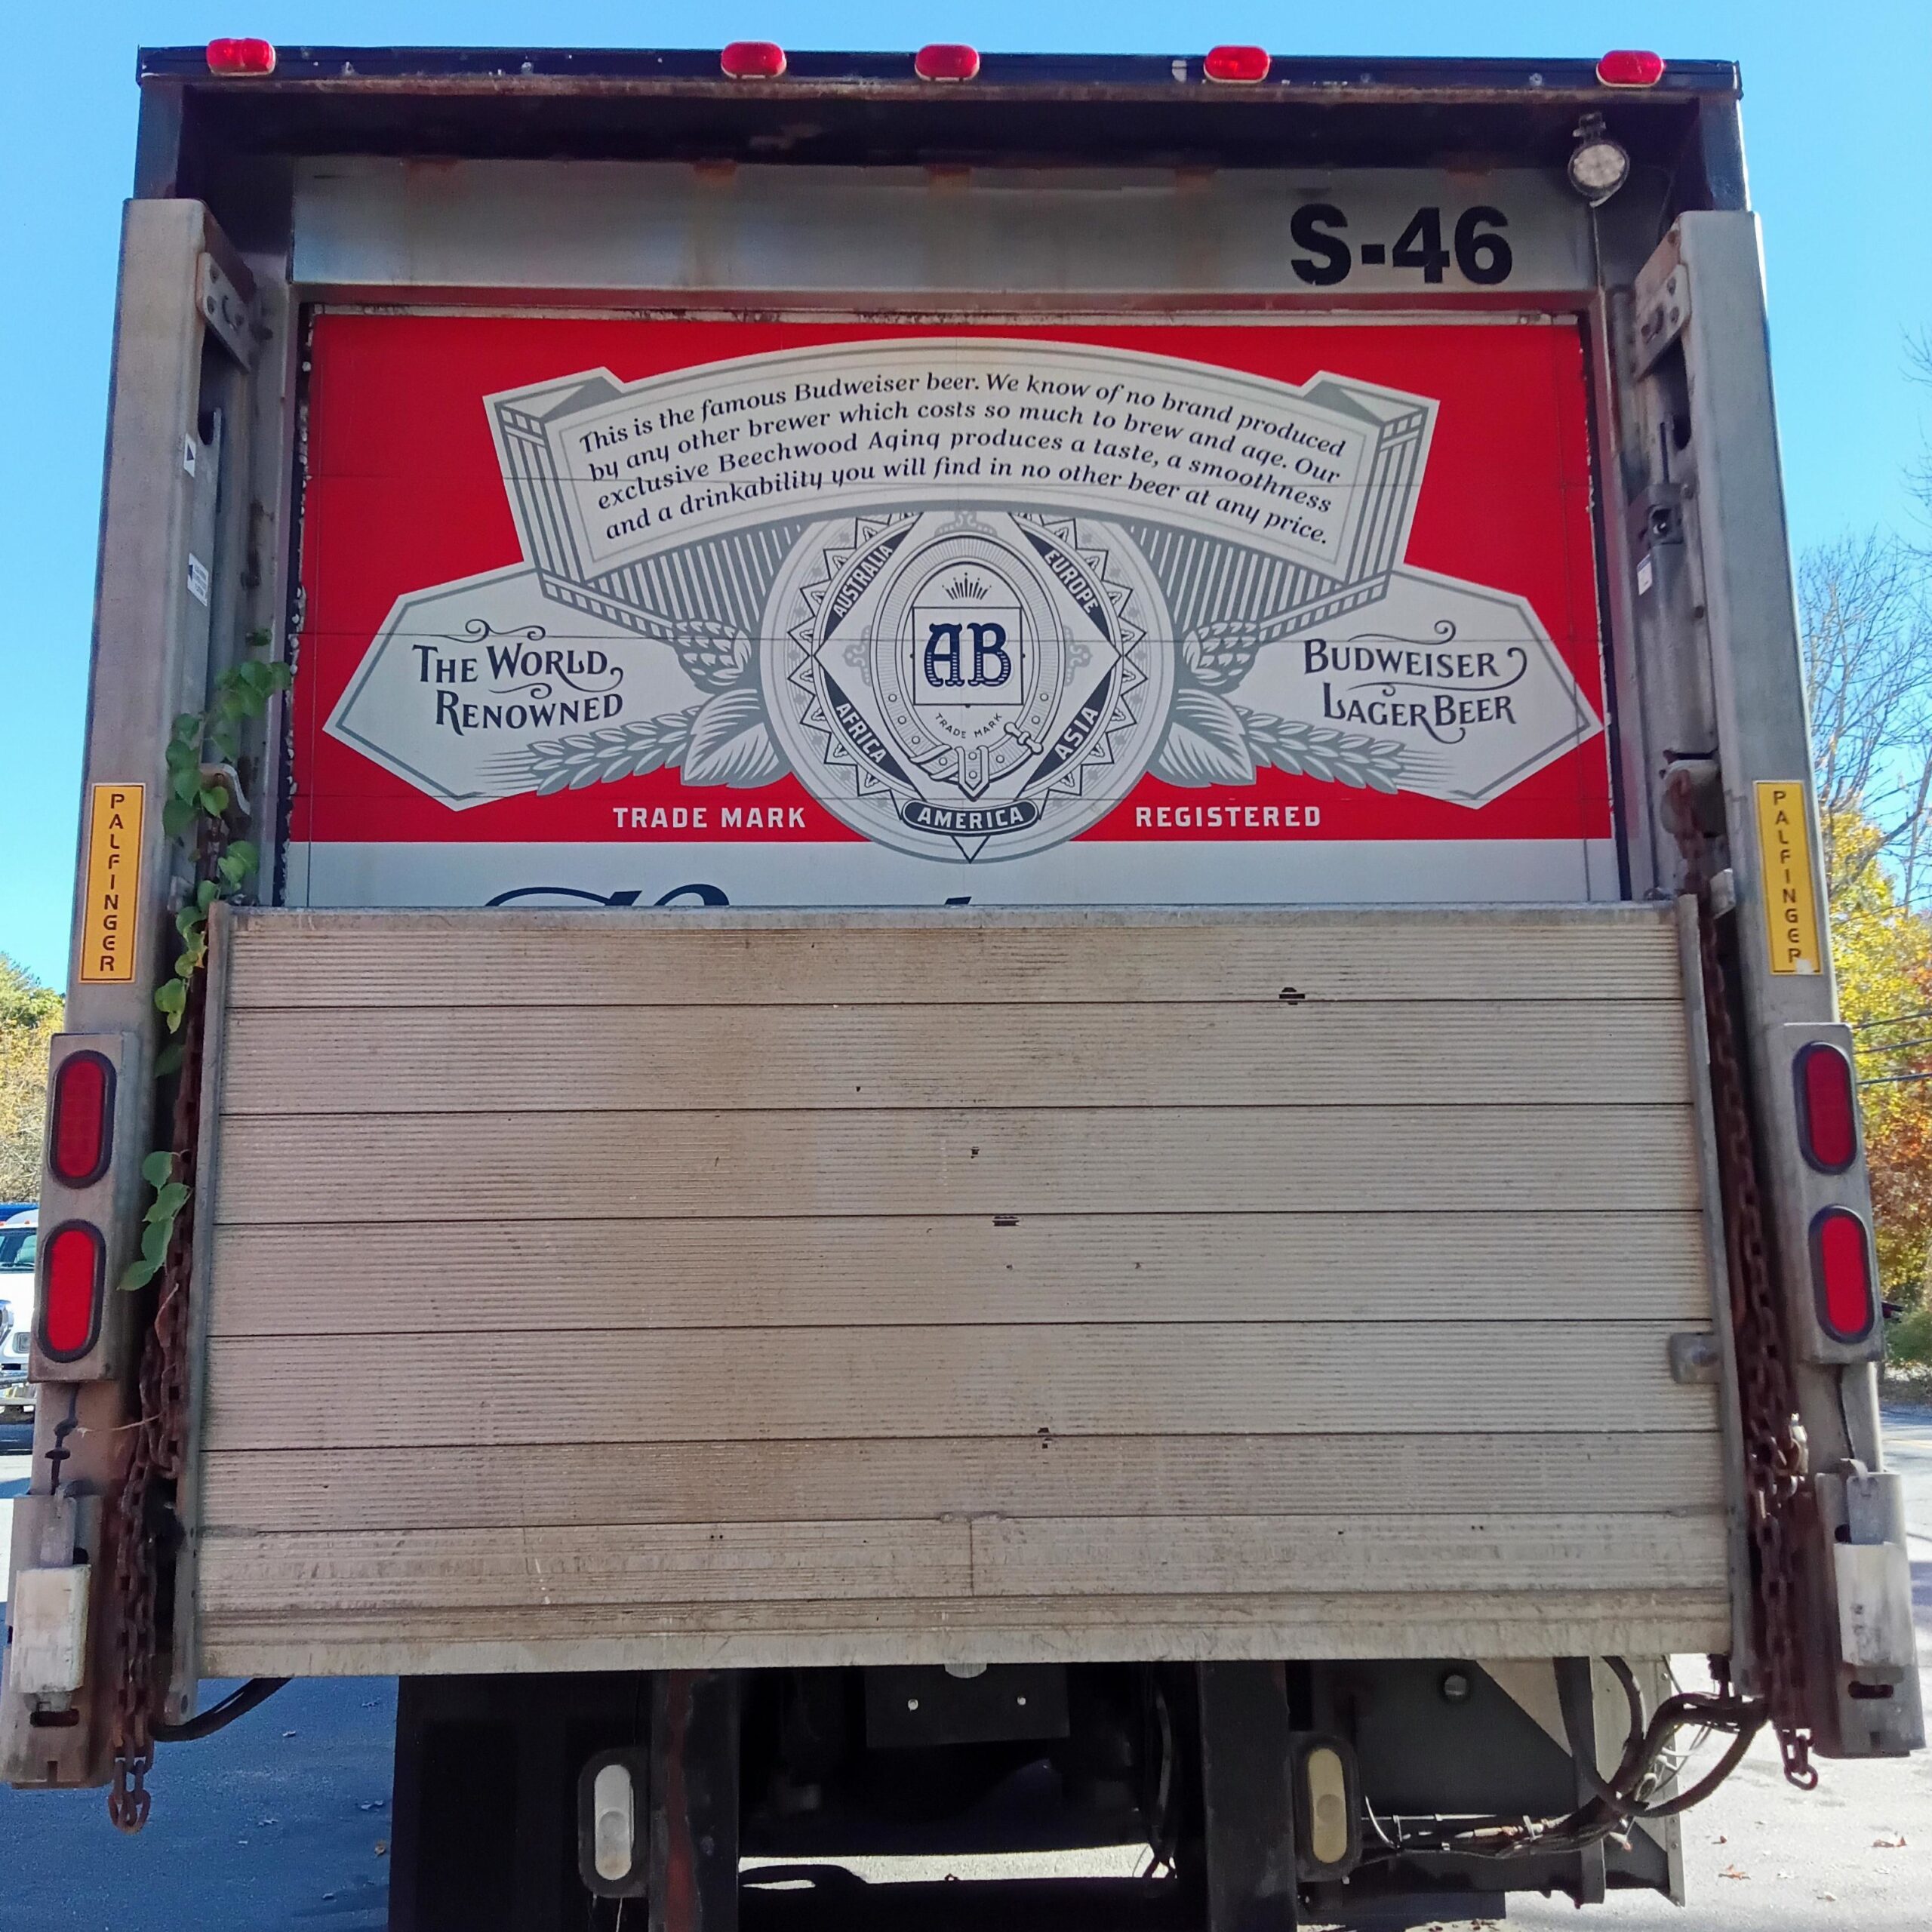 S-46
This is the famous Budweiser beer. We know of no brand produced
by any other brewer which costs so much to brew and age. Our
exclusive Beechwood Aging produces a taste, a smoothness
and a drinkability you will find in no other beer at any price.
AUSTRALIA
EUROPE
THE WORLD
RENOWNED
AB
TRADE MARK
BUDWEISER
LAGER BEER
AFRICA
ASIA
TRADE MARK
AMERICA
REGISTERED
PALFINGER
PALFINGER